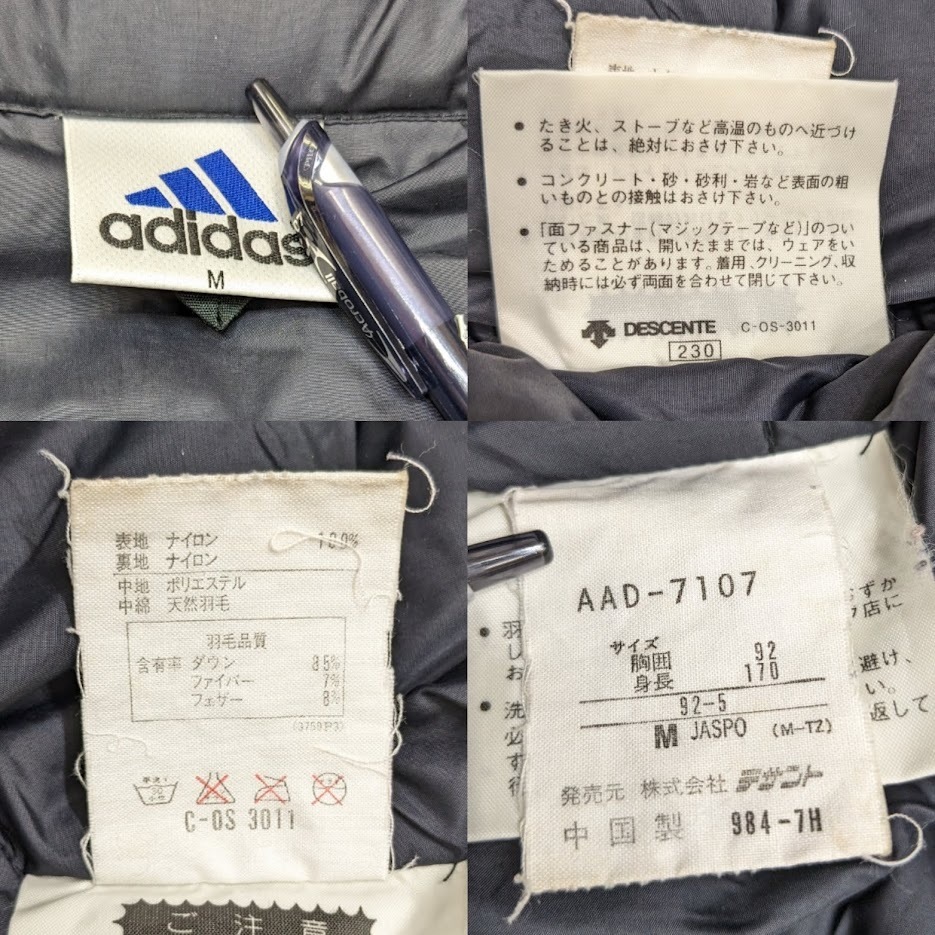 adidas
M
Acroball
• たき火、ストーブなど高温のものへ近づけ
ることは、絶対におさけ下さい。
• コンクリート・砂・砂利・岩など表面の粗
いものとの接触はおさけ下さい。
• 「面ファスナー(マジックテープなど)」のつい
ている商品は、開いたままでは、ウェアをい
ためることがあります。着用、クリーニング、収
納時には必ず両面を合わせて閉じて下さい。
DESCENTE C-OS-3011
230
表地 ナイロン 100%
裏地 ナイロン
中地 ポリエステル
中綿 天然羽毛
羽毛品質
含有率 ダウン 85%
ファイバー 7%
フェザー 8%
(3759P3)
C-OS 3011
ご注意
AAD-7107
サイズ
胸囲 92
身長 170
92-5
M JASPO (M-TZ)
発売元 株式会社 デサント
中国製 984-7H